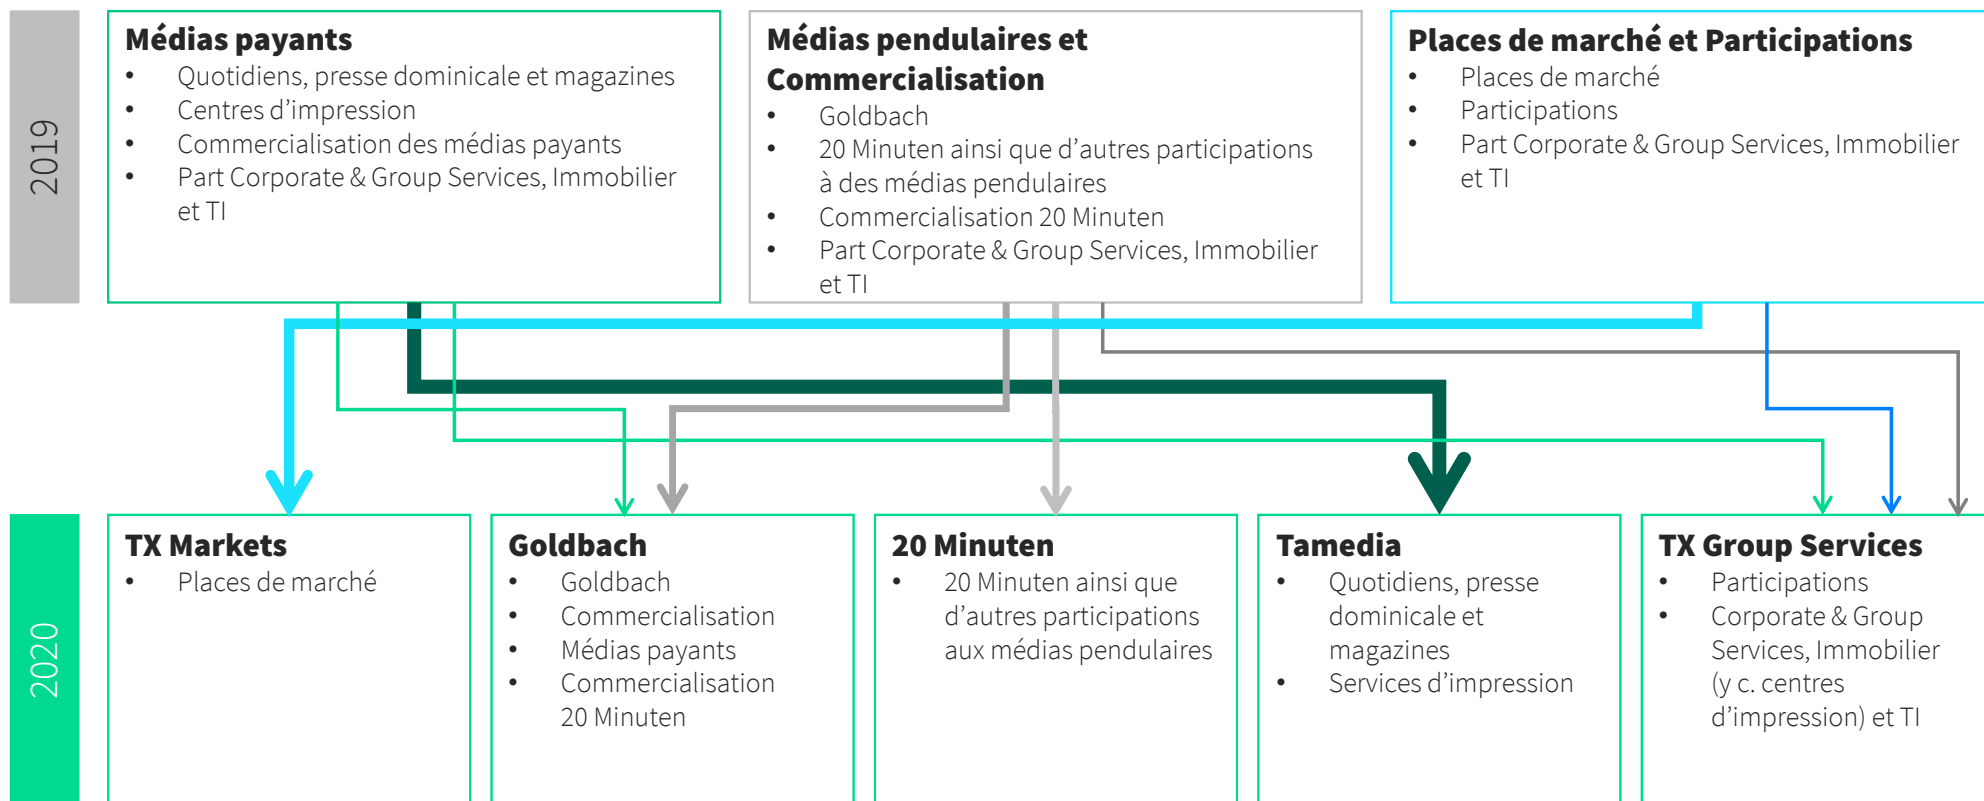 2019
Médias payants
• Quotidiens, presse dominicale et magazines
• Centres d’impression
• Commercialisation des médias payants
• Part Corporate & Group Services, Immobilier
et TI
Médias pendulaires et
Commercialisation
• Goldbach
• 20 Minuten ainsi que d’autres participations
à des médias pendulaires
• Commercialisation 20 Minuten
• Part Corporate & Group Services, Immobilier
et TI
Places de marché et Participations
• Places de marché
• Participations
• Part Corporate & Group Services, Immobilier
et TI
2020
TX Markets
• Places de marché
Goldbach
• Goldbach
• Commercialisation
• Médias payants
• Commercialisation
20 Minuten
20 Minuten
• 20 Minuten ainsi que
d’autres participations
aux médias pendulaires
Tamedia
• Quotidiens, presse
dominicale et
magazines
• Services d’impression
TX Group Services
• Participations
• Corporate & Group
Services, Immobilier
(y c. centres
d’impression) et TI